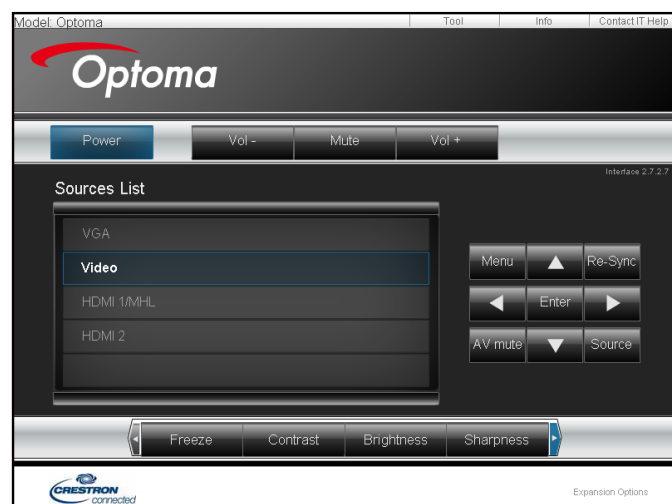 Model: Optoma
Tool
Info
Contact IT Help
Optoma
Power
Vol -
Mute
Vol +
Interface 2.7.2.7
Sources List
VGA
Video
HDMI 1/MHL
HDMI 2
Menu
Re-Sync
Enter
AV mute
Source
Freeze
Contrast
Brightness
Sharpness
CRESTRON
connected
Expansion Options